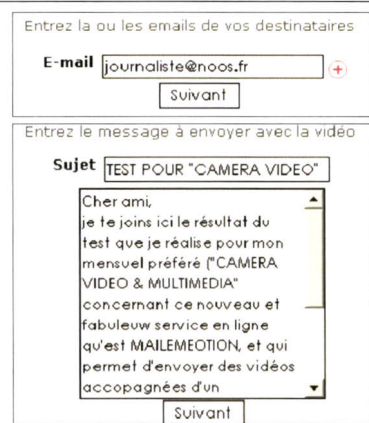 Entrez la ou les emails de vos destinataires
E-mail journaliste@noos.fr
Suivant
Entrez le message à envoyer avec la vidéo
Sujet TEST POUR "CAMERA VIDEO"
Cher ami,
je te joins ici le résultat du
test que je réalise pour mon
mensuel préféré ("CAMERA
VIDEO & MULTIMEDIA"
concernant ce nouveau et
fabuleuw service en ligne
qu'est MAILEMEOTION, et qui
permet d'envoyer des vidéos
accopagnées d'un
Suivant